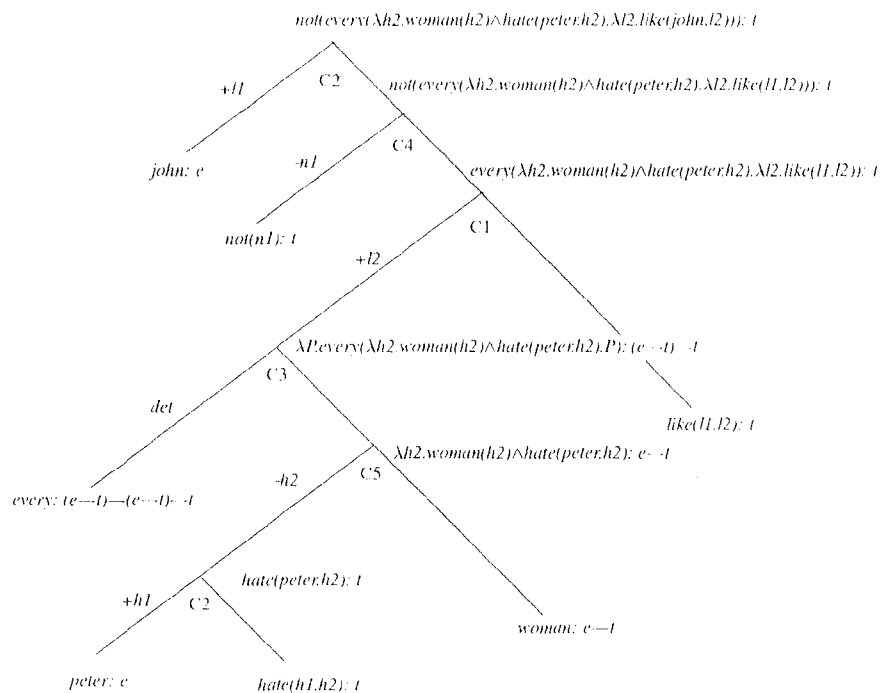 not(every(λh2.woman(h2)∧hate(peter,h2),λl2.like(john,l2))): t
+l1
C2
not(every(λh2.woman(h2)∧hate(peter,h2),λl2.like(l1,l2))): t
john: e
-n1
C4
every(λh2.woman(h2)∧hate(peter,h2),λl2.like(l1,l2)): t
not(n1): t
C1
+l2
λP.every(λh2.woman(h2)∧hate(peter,h2),P): (e→t)→t
C3
det
like(l1,l2): t
λh2.woman(h2)∧hate(peter,h2): e→t
C5
-h2
every: (e→t)→(e→t)→t
hate(peter,h2): t
+h1
C2
woman: e→t
peter: e
hate(h1,h2): t